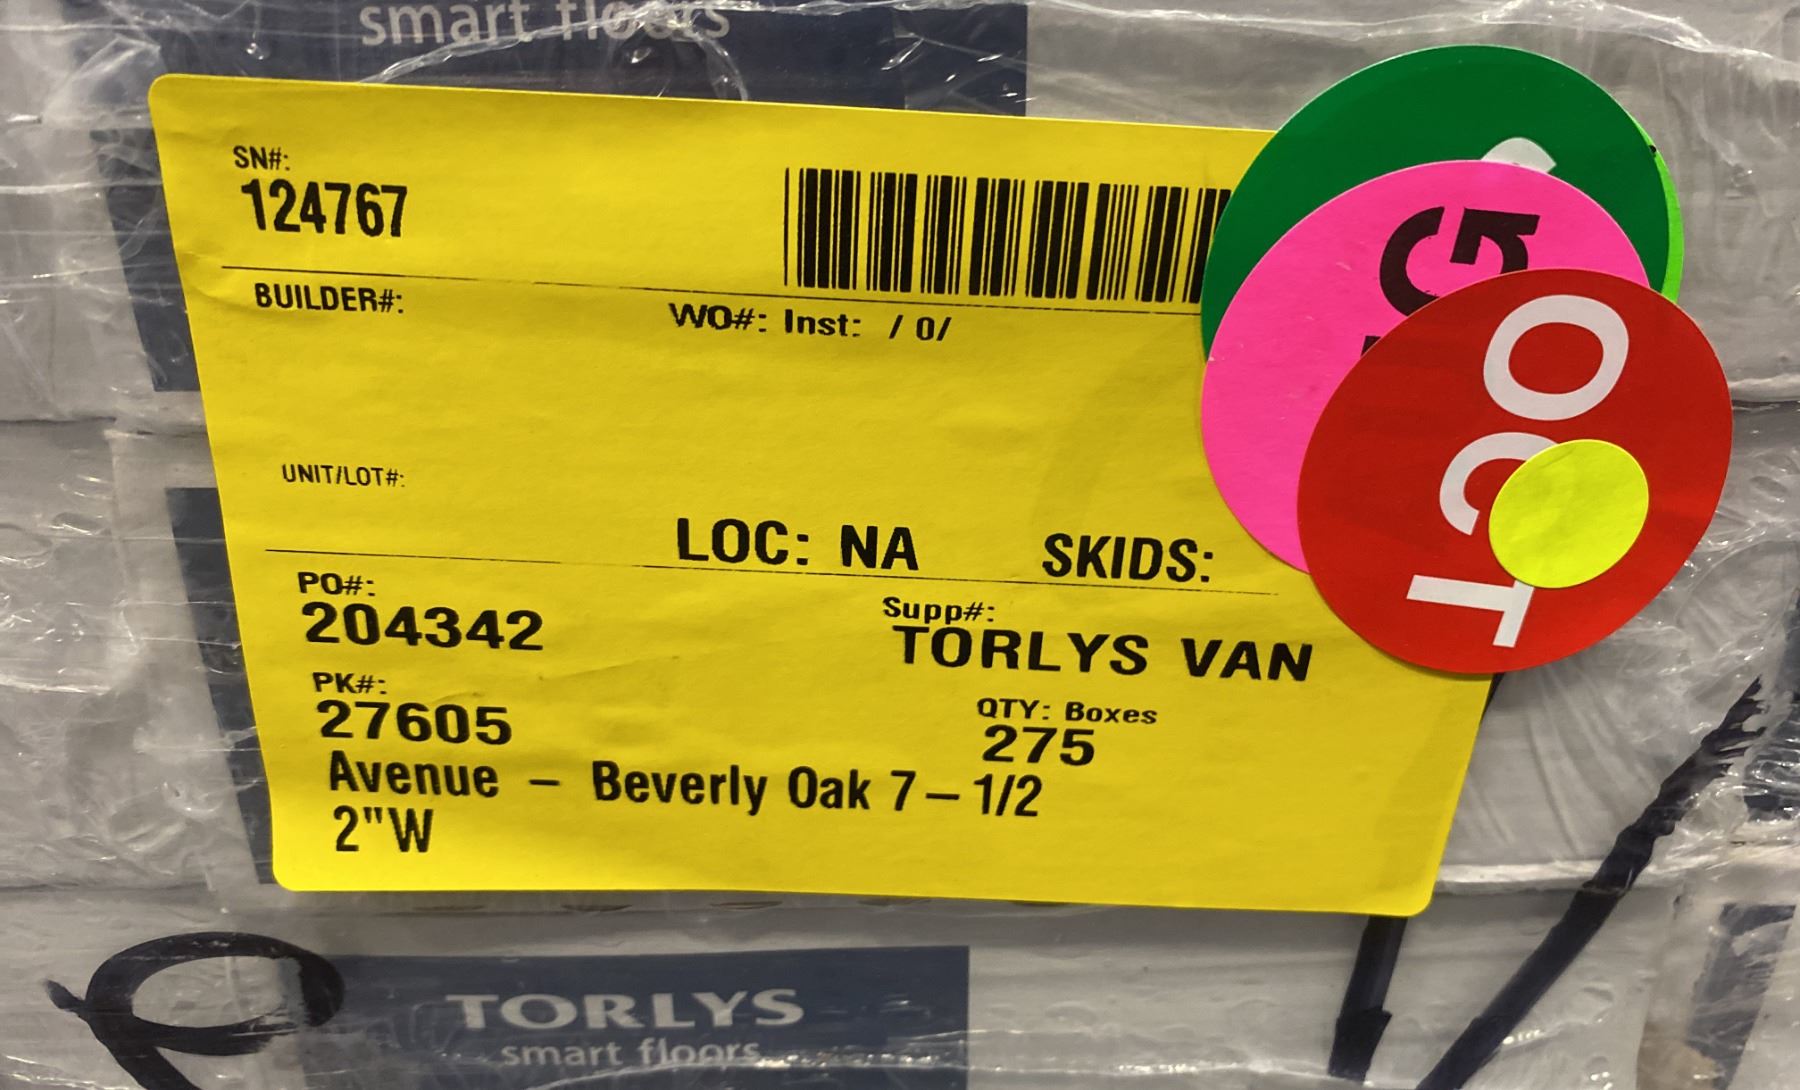 smart floors
SN#:
124767
BUILDER#:
WO#: Inst: / 0/
UNIT/LOT#:
LOC: NA SKIDS:
PO#:
204342
Supp#:
TORLYS VAN
PK#:
27605
QTY: Boxes
275
Avenue – Beverly Oak 7– 1/2
2"W
OCT
TORLYS
smart floors